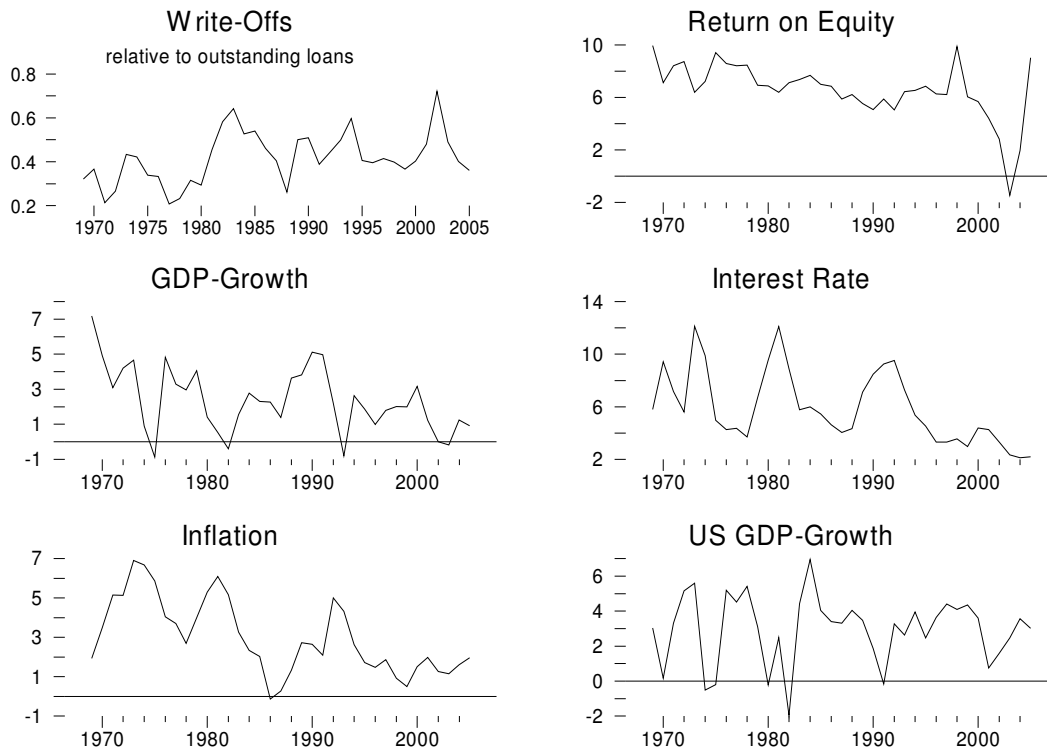 Write-Offs
relative to outstanding loans
0.8
0.6
0.4
0.2
1970 1975 1980 1985 1990 1995 2000 2005
Return on Equity
10
6
2
-2
1970 1980 1990 2000
GDP-Growth
7
5
3
1
-1
1970 1980 1990 2000
Interest Rate
14
10
6
2
1970 1980 1990 2000
Inflation
7
5
3
1
-1
1970 1980 1990 2000
US GDP-Growth
6
4
2
0
-2
1970 1980 1990 2000